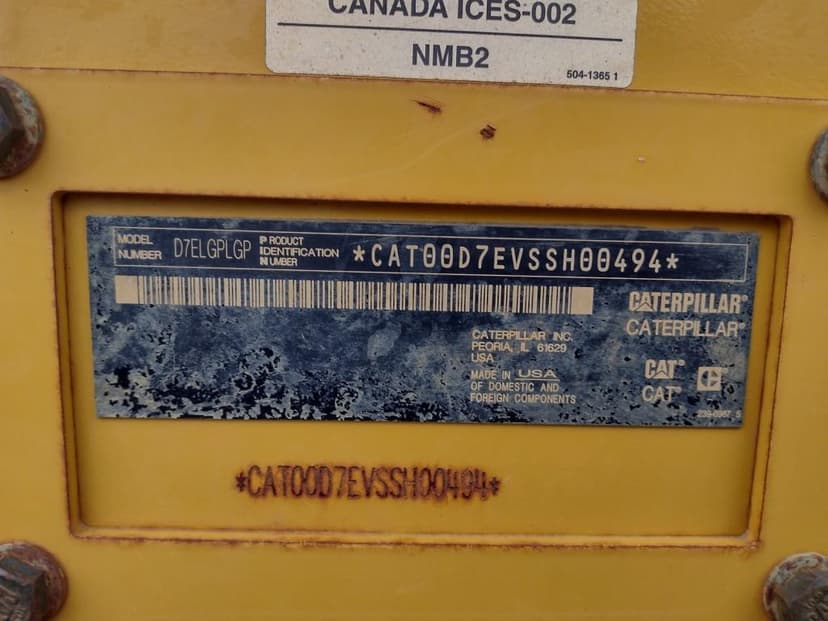 CANADA ICES-002
NMB2
504-1365 1
MODEL NUMBER D7ELGPLGP PRODUCT IDENTIFICATION NUMBER *CAT00D7EVSSH00494*
CATERPILLAR®
CATERPILLAR®
CATERPILLAR INC.
PEORIA, IL 61629
USA
MADE IN USA
OF DOMESTIC AND
FOREIGN COMPONENTS
CAT®
CAT®
*CAT00D7EVSSH00494*